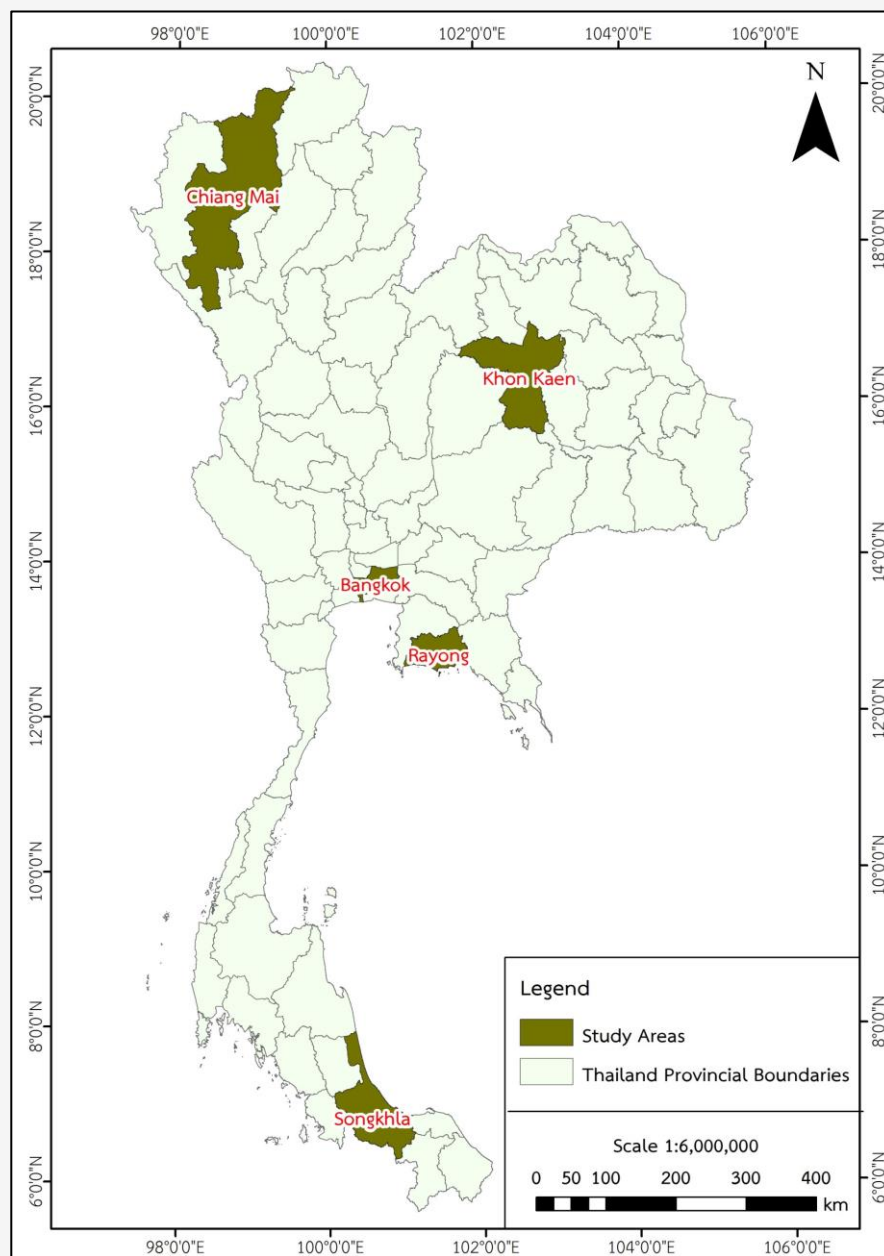 98°0'0"E 100°0'0"E 102°0'0"E 104°0'0"E 106°0'0"E
N
20°0'0"N 20°0'0"N
Chiang Mai
18°0'0"N 18°0'0"N
Khon Kaen
16°0'0"N 16°0'0"N
14°0'0"N 14°0'0"N
Bangkok
Rayong
12°0'0"N 12°0'0"N
10°0'0"N 10°0'0"N
Legend
8°0'0"N 8°0'0"N
Study Areas
Thailand Provincial Boundaries
Songkhla
Scale 1:6,000,000
6°0'0"N 6°0'0"N
0 50 100 200 300 400
km
98°0'0"E 100°0'0"E 102°0'0"E 104°0'0"E 106°0'0"E